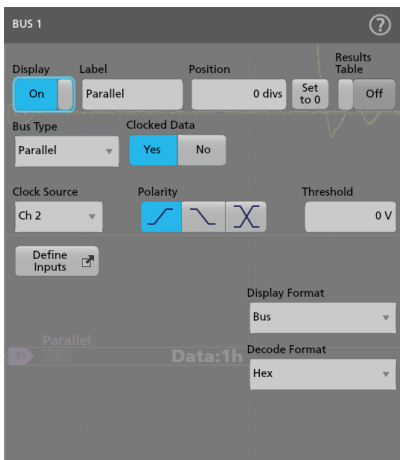 BUS 1
?
Display
Label
Position
Results
Table
On
Parallel
0 divs
Set
to 0
Off
Bus Type
Clocked Data
Parallel
Yes
No
Clock Source
Polarity
Threshold
Ch 2
0 V
Define
Inputs
Display Format
Bus
Parallel
B1
Data:1h
Decode Format
Hex